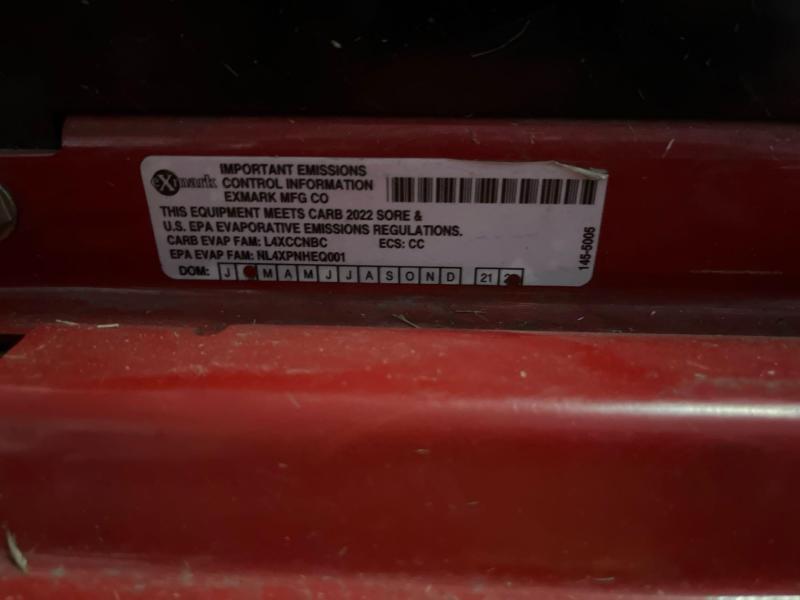 eXmark
IMPORTANT EMISSIONS
CONTROL INFORMATION
EXMARK MFG CO
THIS EQUIPMENT MEETS CARB 2022 SORE &
U.S. EPA EVAPORATIVE EMISSIONS REGULATIONS.
CARB EVAP FAM: L4XCCNBC ECS: CC
EPA EVAP FAM: NL4XPNHEQ001
DOM: J M A M J J A S O N D 21
145-5005